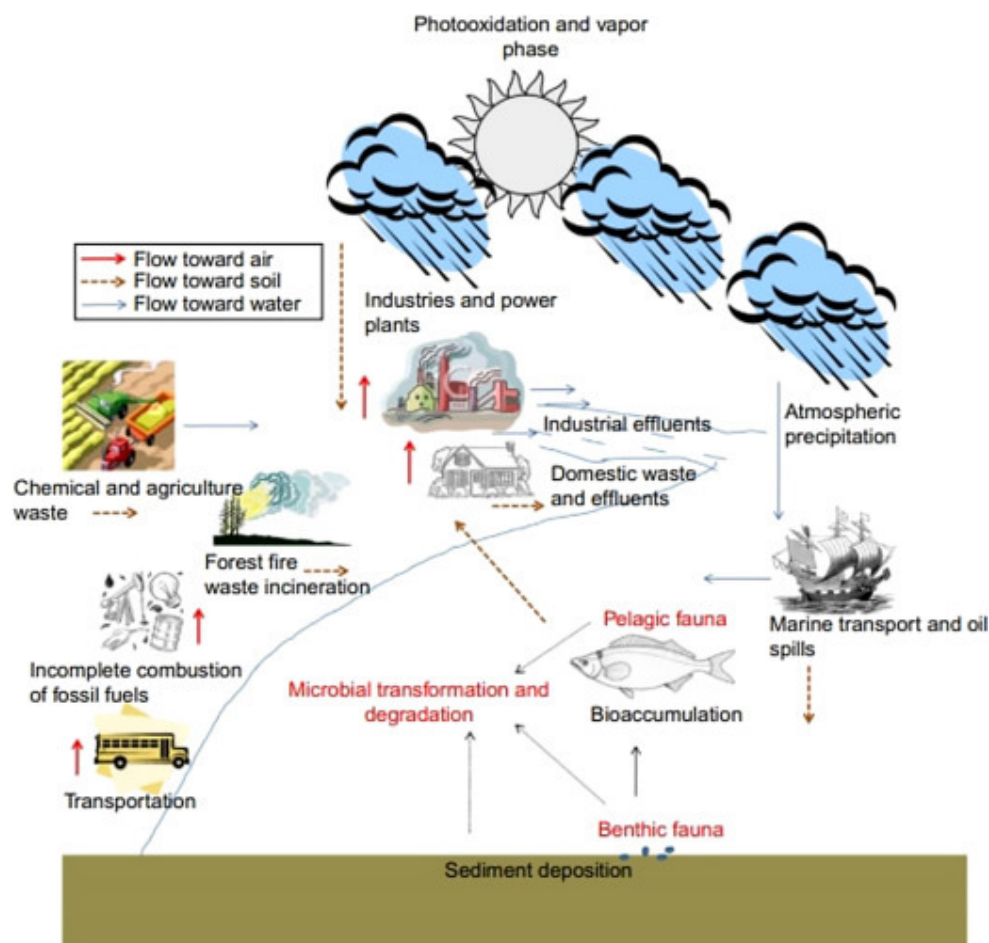 Photooxidation and vapor
phase
Flow toward air
Flow toward soil
Flow toward water
Industries and power
plants
Industrial effluents
Atmospheric
precipitation
Chemical and agriculture
waste
Domestic waste
and effluents
Forest fire
waste incineration
Incomplete combustion
of fossil fuels
Transportation
Pelagic fauna
Marine transport and oil
spills
Microbial transformation and
degradation
Bioaccumulation
Benthic fauna
Sediment deposition